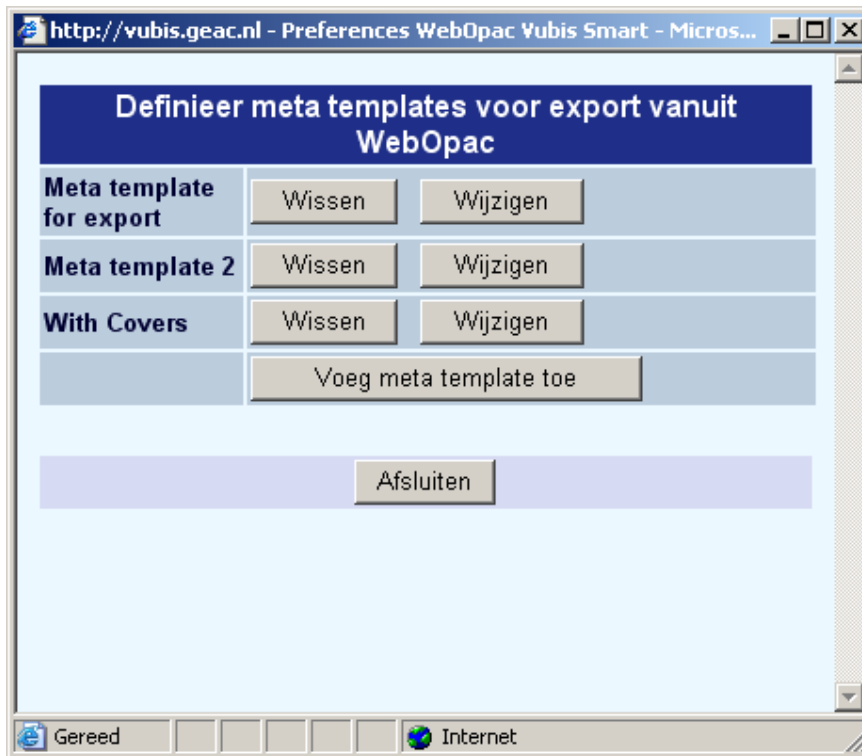 http://vubis.geac.nl - Preferences WebOpac Vubis Smart - Micros...
Definieer meta templates voor export vanuit
WebOpac
Meta template
for export
Wissen Wijzigen
Meta template 2 Wissen Wijzigen
With Covers Wissen Wijzigen
Voeg meta template toe
Afsluiten
Gereed Internet